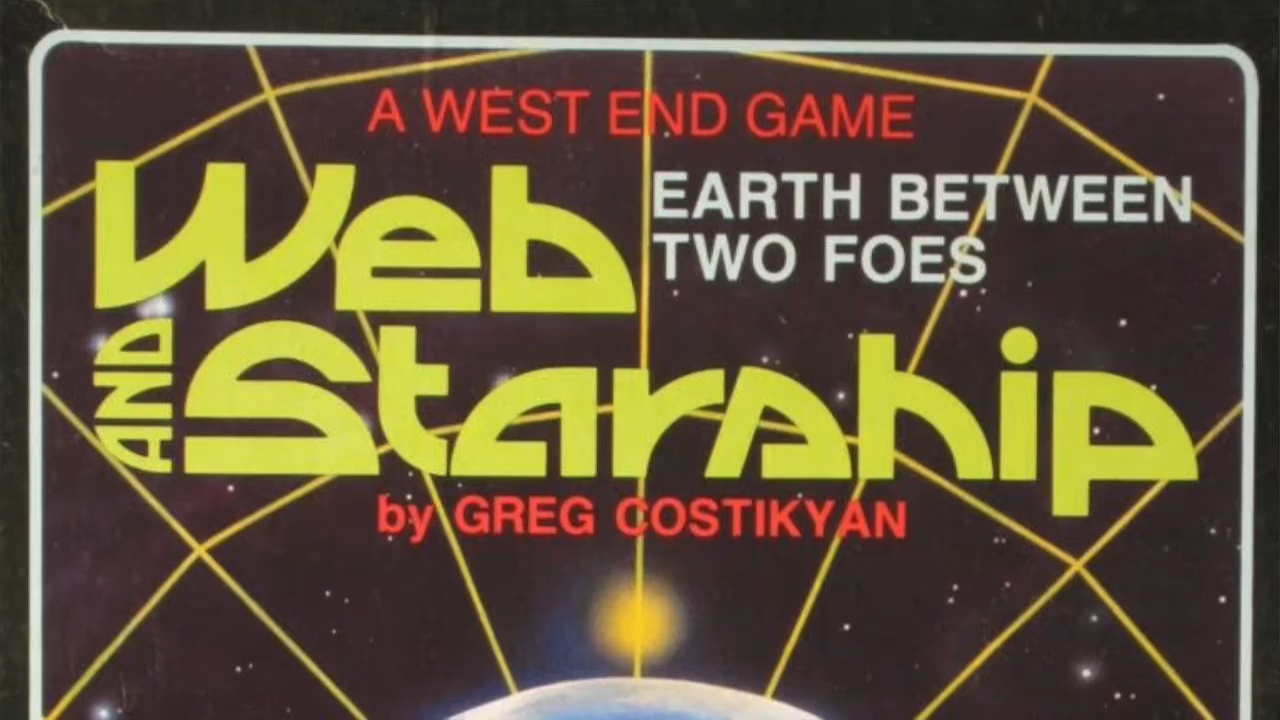 A WEST END GAME
Web
EARTH BETWEEN
TWO FOES
AND Starship
by GREG COSTIKYAN